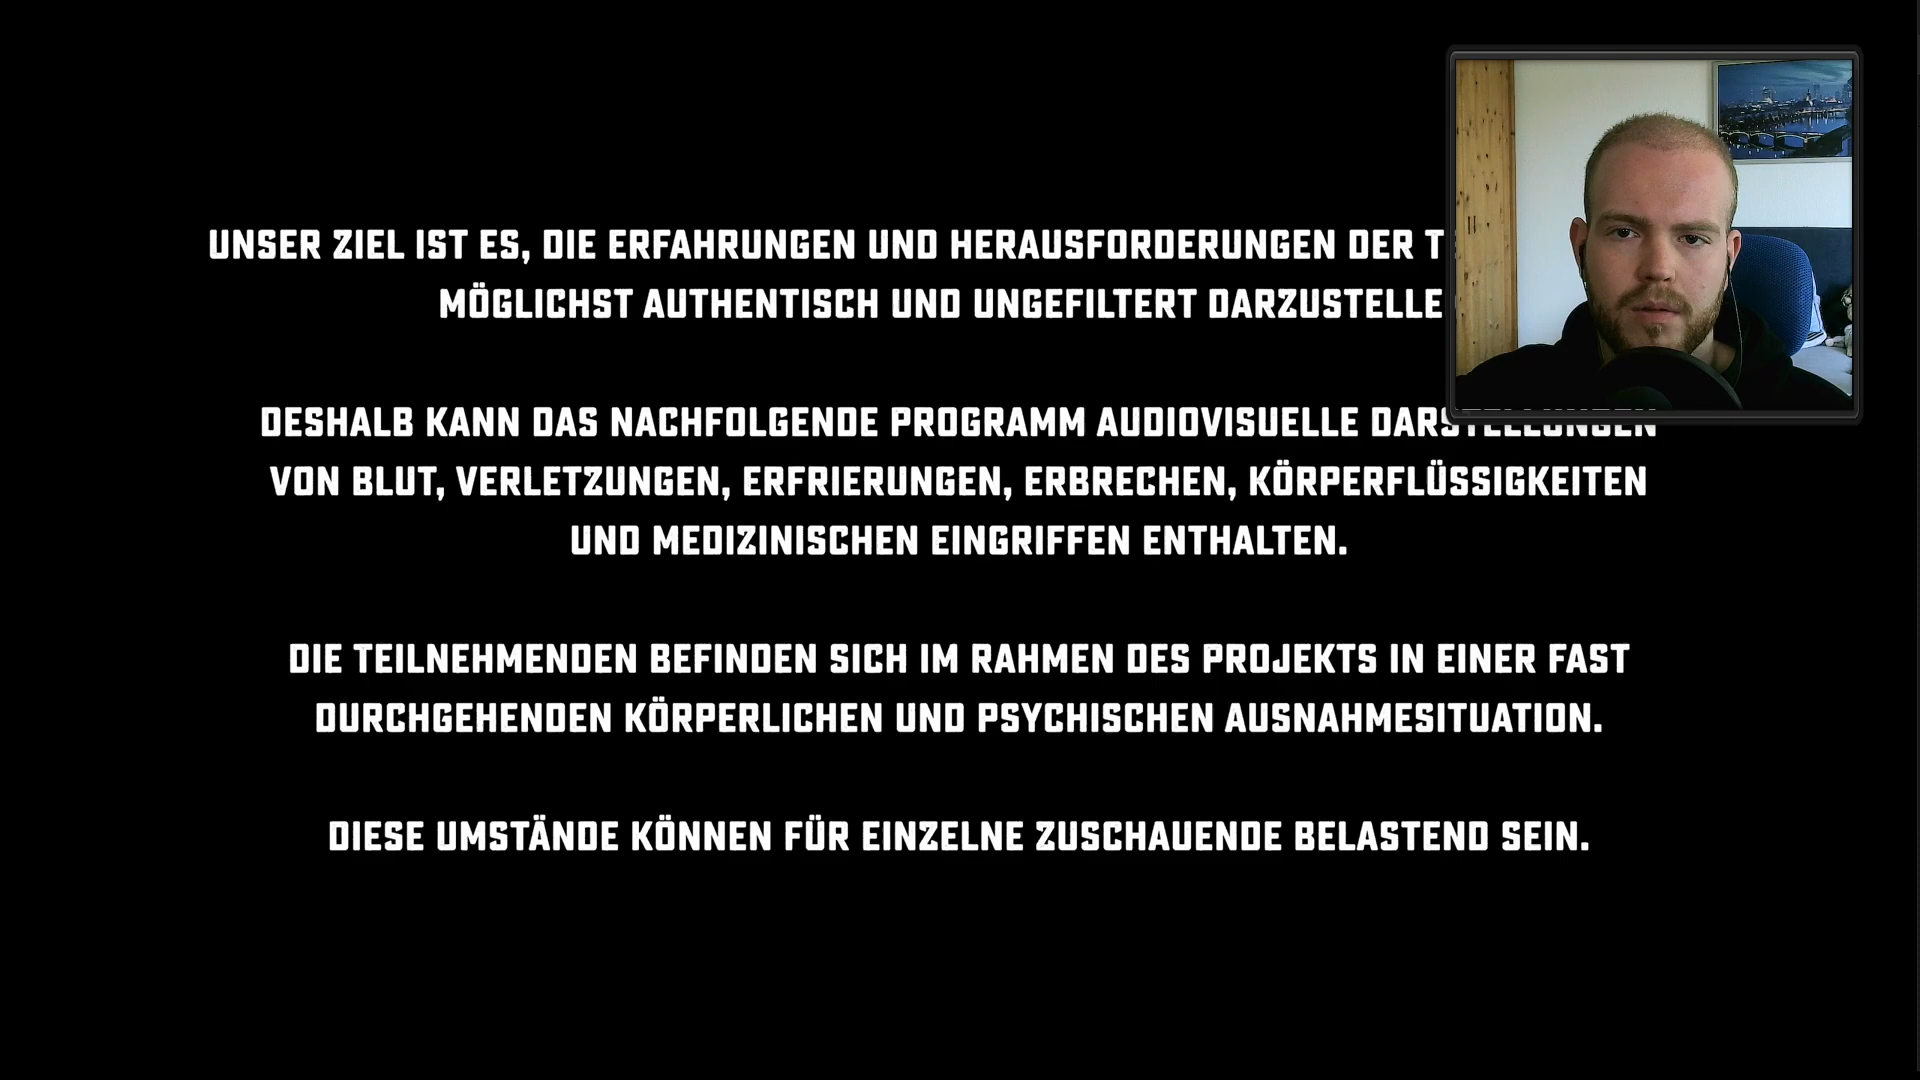 UNSER ZIEL IST ES, DIE ERFAHRUNGEN UND HERAUSFORDERUNGEN DER
MÖGLICHST AUTHENTISCH UND UNGEFILTERT
DESHALB KANN DAS NACHFOLGENDE PROGRAMM AUDIOVISUELLE DARSTELLUNGEN
VON BLUT, VERLETZUNGEN, ERFRIERUNGEN, ERBRECHEN, KÖRPERFLÜSSIGKEITEN
UND MEDIZINISCHEN EINGRIFFEN ENTHALTEN.
DIE TEILNEHMENDEN BEFINDEN SICH IM RAHMEN DES PROJEKTS IN EINER FAST
DURCHGEHENDEN KÖRPERLICHEN UND PSYCHISCHEN AUSNAHMESITUATION.
DIESE UMSTÄNDE KÖNNEN FÜR EINZELNE ZUSCHAUENDE BELASTEND SEIN.